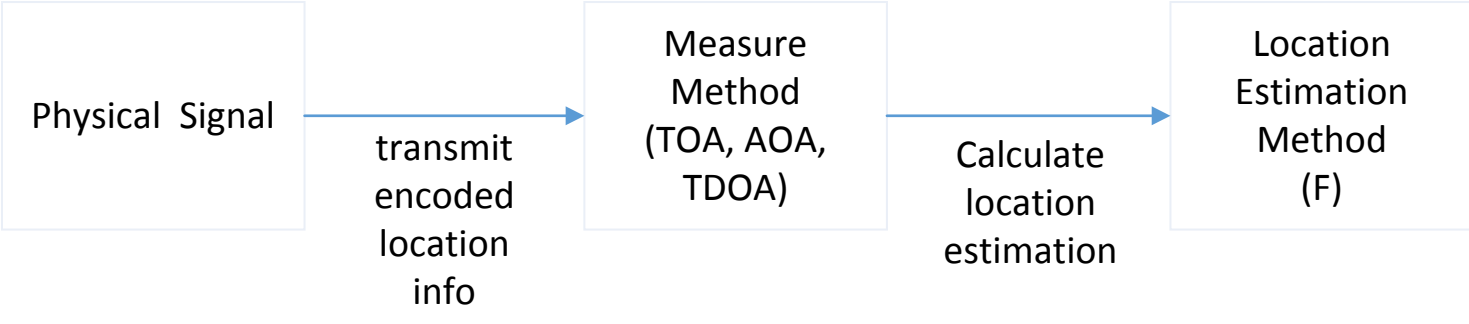 Physical Signal
transmit
encoded
location
info
Measure
Method
(TOA, AOA,
TDOA)
Calculate
location
estimation
Location
Estimation
Method
(F)